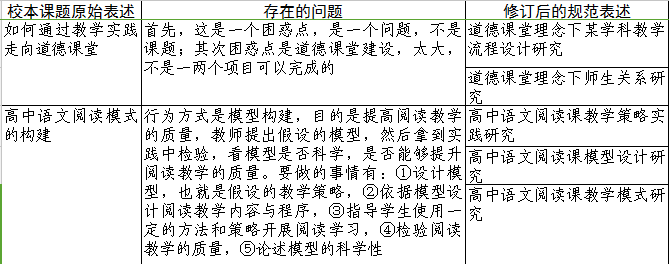 校本课题原始表述
存在的问题
修订后的规范表述
如何通过教学实践
走向道德课堂
首先，这是一个困惑点，是一个问题，不是
课题；其次困惑点是道德课堂建设，太大，
不是一两个项目可以完成的
道德课堂理念下某学科教学
流程设计研究
道德课堂理念下师生关系研
究
高中语文阅读模式
的构建
行为方式是模型构建，目的是提高阅读教学
的质量，教师提出假设的模型，然后拿到实
践中检验，看模型是否科学，是否能够提升
阅读教学的质量。要做的事情有：①设计模
型，也就是假设的教学策略，②依据模型设
计阅读教学内容与程序，③指导学生使用一
定的方法和策略开展阅读学习，④检验阅读
教学的质量，⑤论述模型的科学性
高中语文阅读课教学策略实
践研究
高中语文阅读课模型设计研
究
高中语文阅读课教学模式研
究